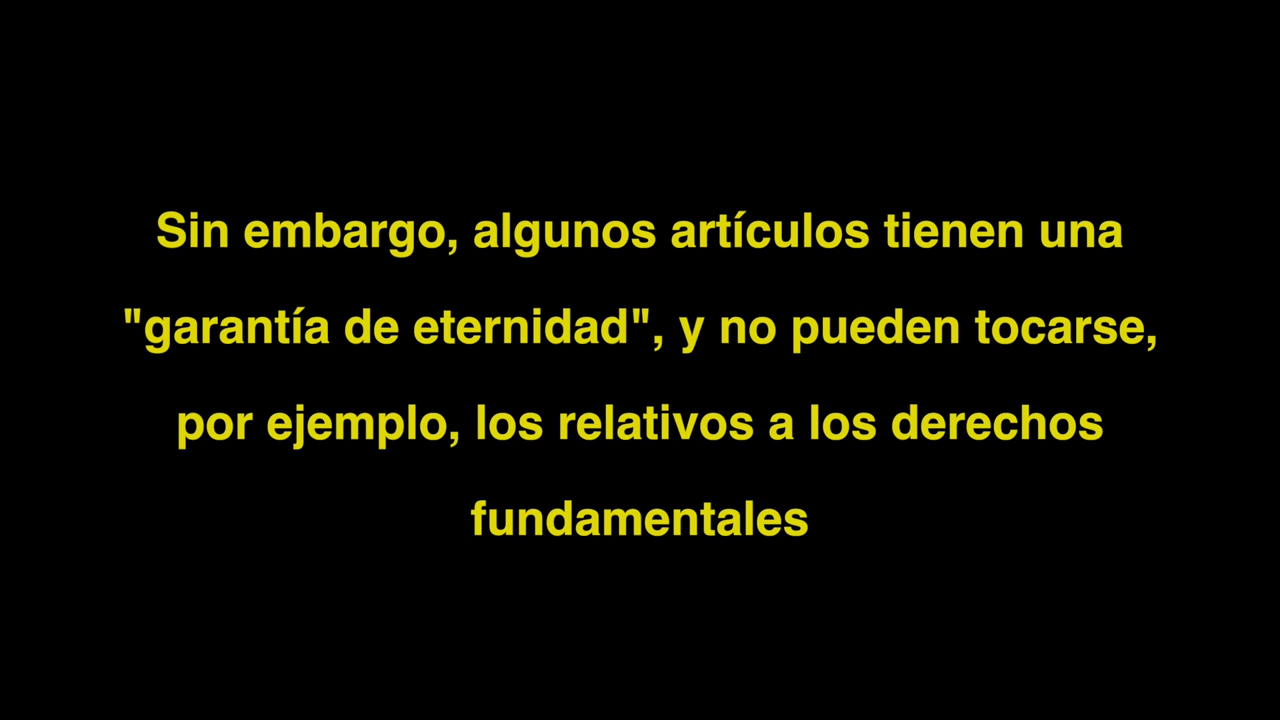 Sin embargo, algunos artículos tienen una
"garantía de eternidad", y no pueden tocarse,
por ejemplo, los relativos a los derechos
fundamentales